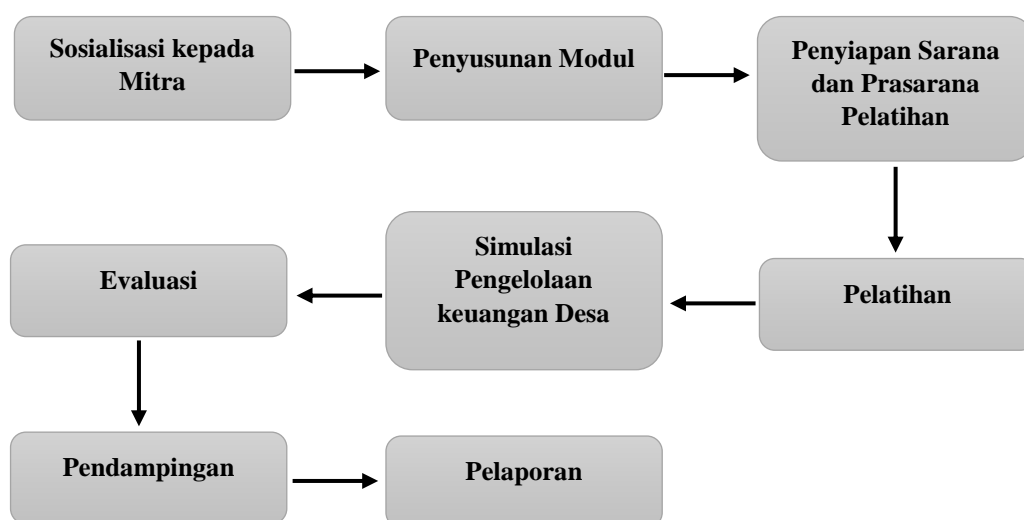 Sosialisasi kepada
Mitra
Penyusunan Modul
Penyiapan Sarana
dan Prasarana
Pelatihan
Pelatihan
Simulasi
Pengelolaan
keuangan Desa
Evaluasi
Pendampingan
Pelaporan